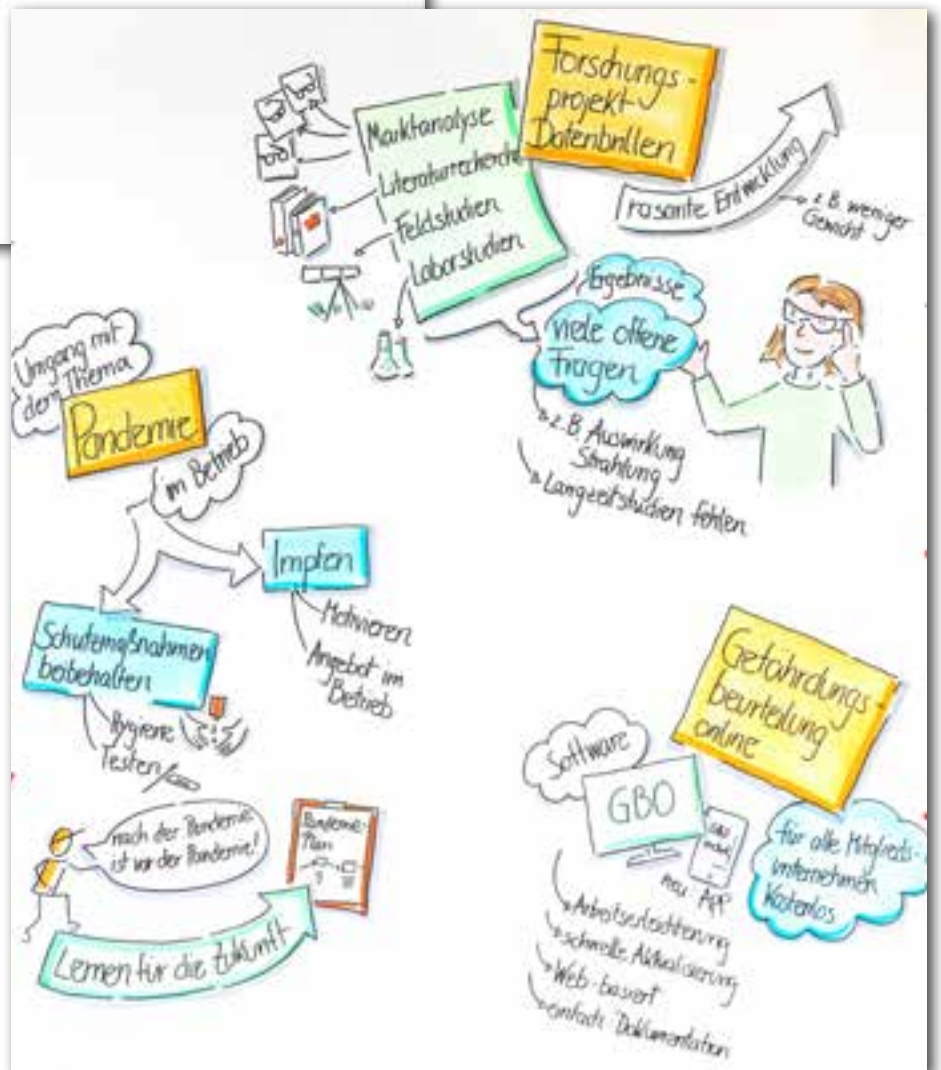 Forschungs-
projekt
Datenbrillen
Marktanalyse
Literaturrecherche
Feldstudien
Laborstudien
rasante Entwicklung
z.B. weniger
Gewicht
Ergebnisse
viele offene
Fragen
z.B. Auswirkung
Strahlung
Langzeitstudien fehlen
Umgang mit
dem Thema
Pandemie
im Betrieb
Impfen
Motivieren
Angebot im
Betrieb
Schutzmaßnahmen
beibehalten
Hygiene
Testen
nach der Pandemie
ist vor der Pandemie!
Pandemie-
Plan
Lernen für die Zukunft
Gefährdungs-
beurteilung
online
Software
GBO
GBO
mobil
neu App
für alle Mitglieds-
unternehmen
Kostenlos
Arbeitserleichterung
schnelle Aktualisierung
Web-basiert
einfache Dokumentation